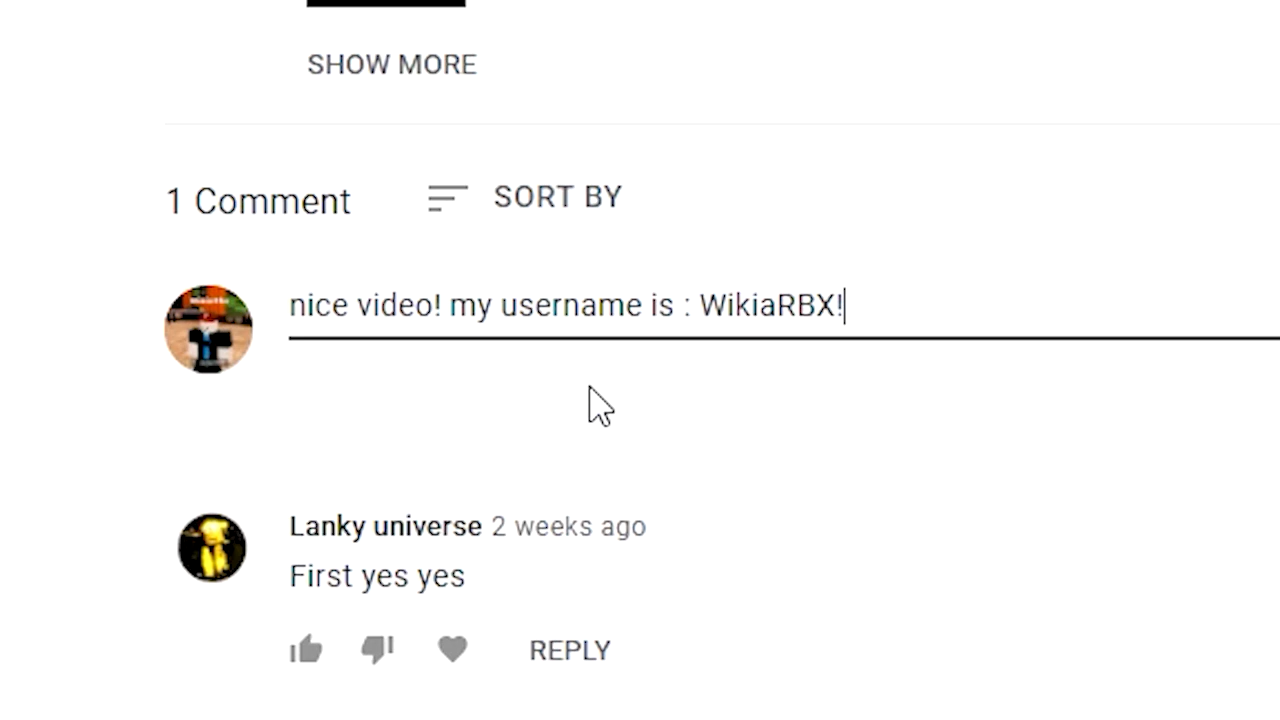 SHOW MORE
1 Comment
SORT BY
nice video! my username is : WikiaRBX!
Lanky universe 2 weeks ago
First yes yes
REPLY